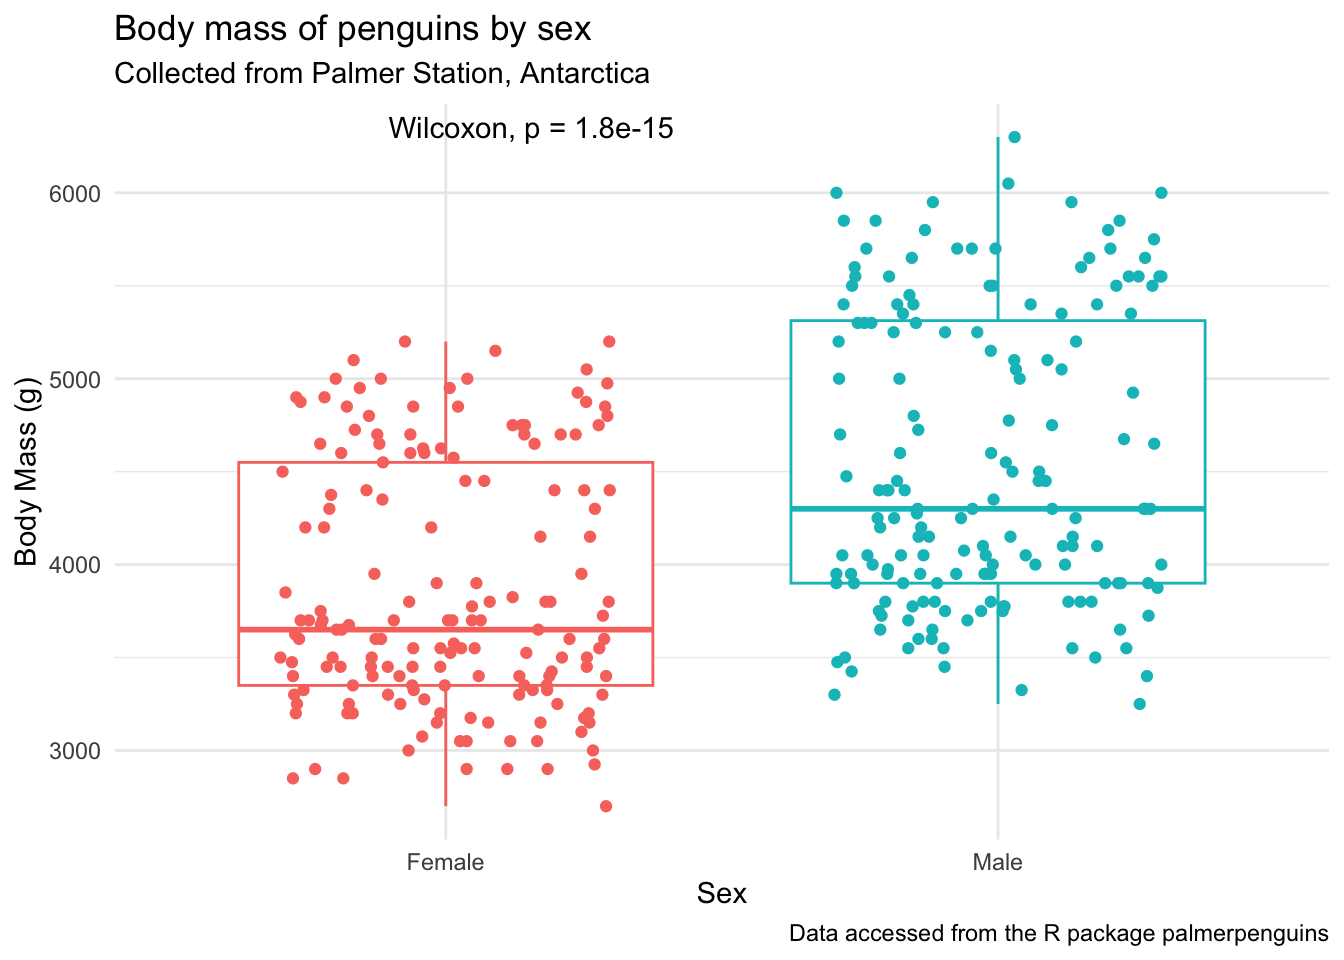 Body mass of penguins by sex
Collected from Palmer Station, Antarctica
Wilcoxon, p = 1.8e-15
6000
5000
4000
3000
Body Mass (g)
Female
Male
Sex
Data accessed from the R package palmerpenguins